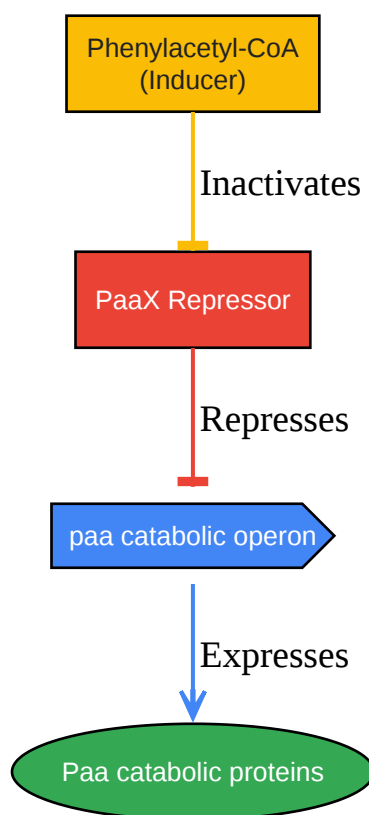 Phenylacetyl-CoA
(Inducer)
Inactivates
PaaX Repressor
Represses
paa catabolic operon
Expresses
Paa catabolic proteins